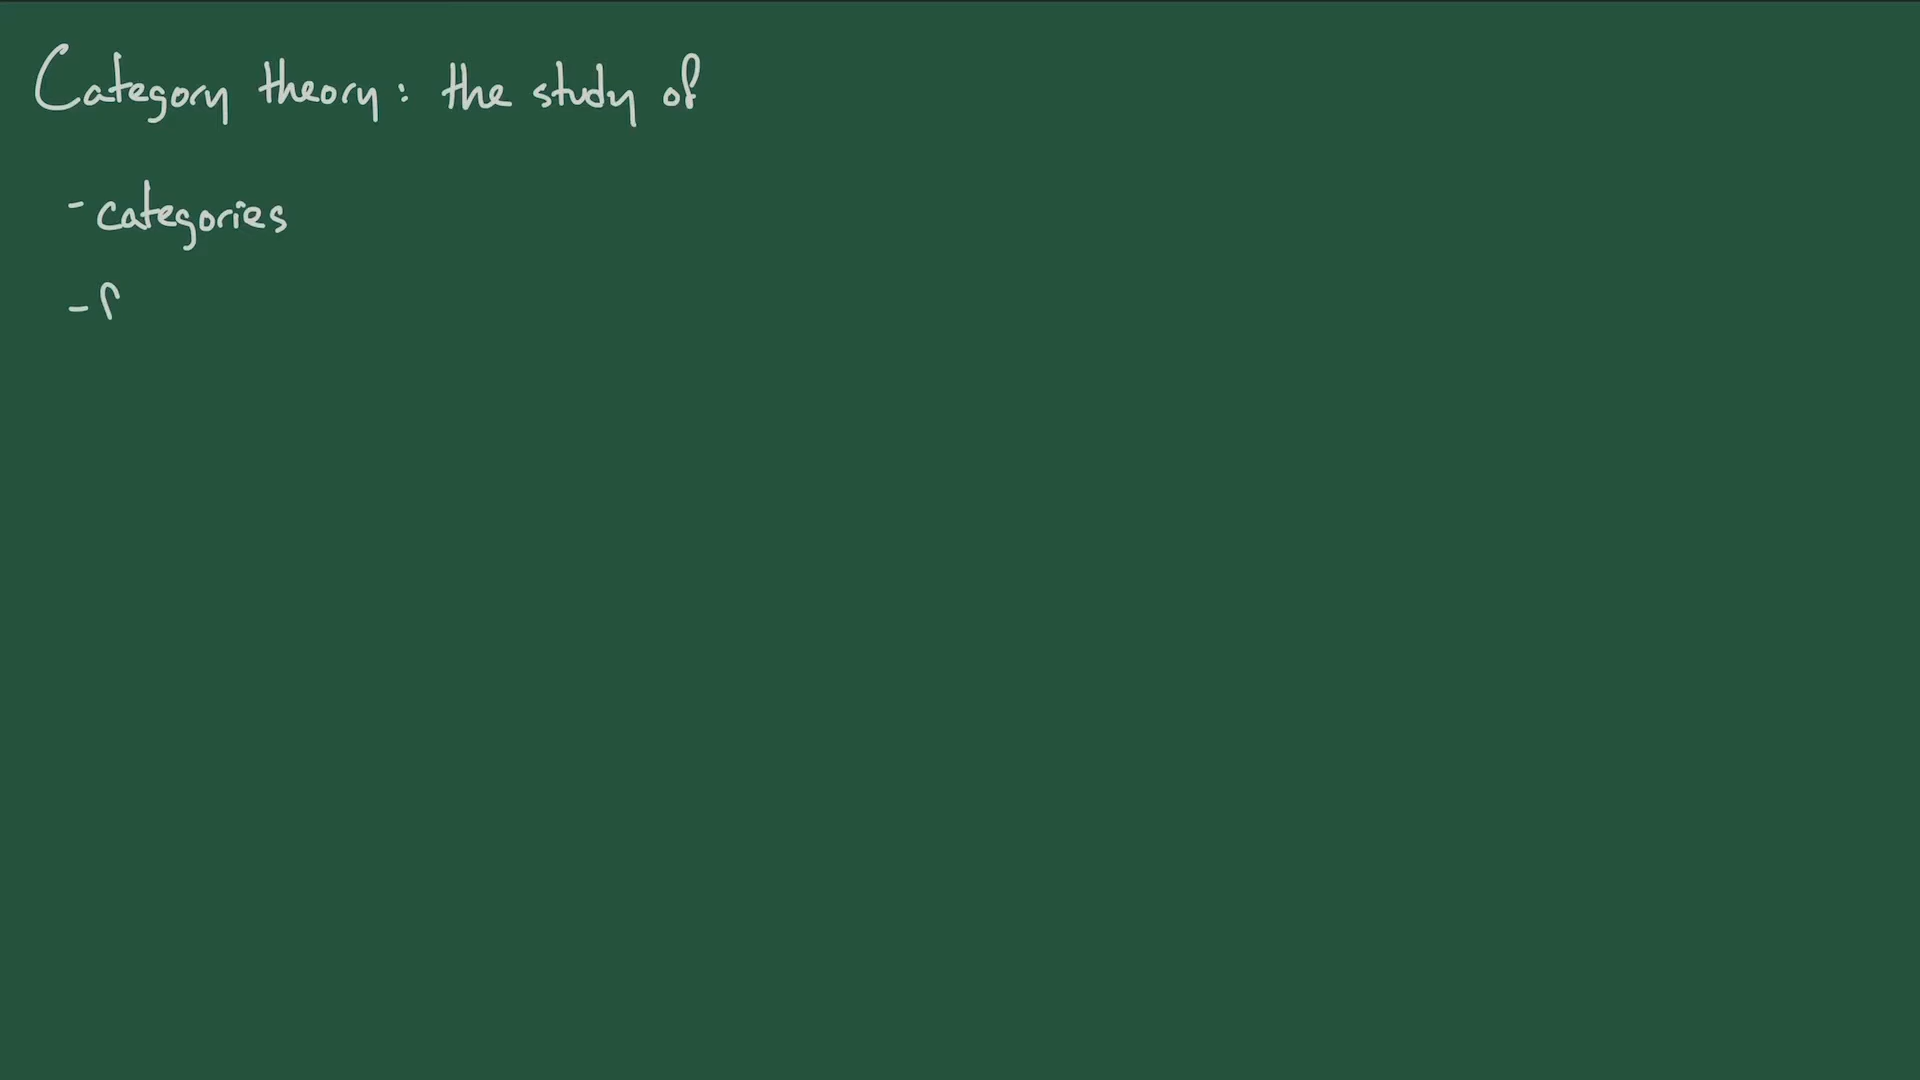 Category theory: the study of
- categories
-